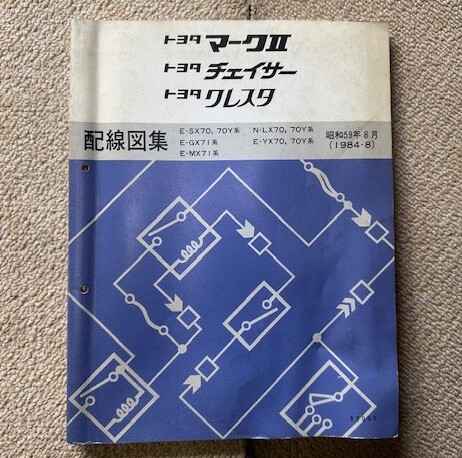 トヨタ マークII
トヨタ チェイサー
トヨタ クレスタ
配線図集
E-SX70, 70Y系 N-LX70, 70Y系
E-GX71系 E-YX70, 70Y系
E-MX71系
昭和59年8月
(1984-8)